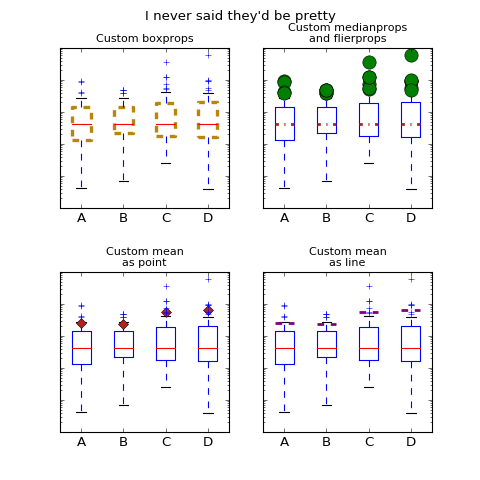 I never said they'd be pretty
Custom boxprops
Custom medianprops
and flierprops
A B C D
A B C D
Custom mean
as point
Custom mean
as line
A B C D
A B C D